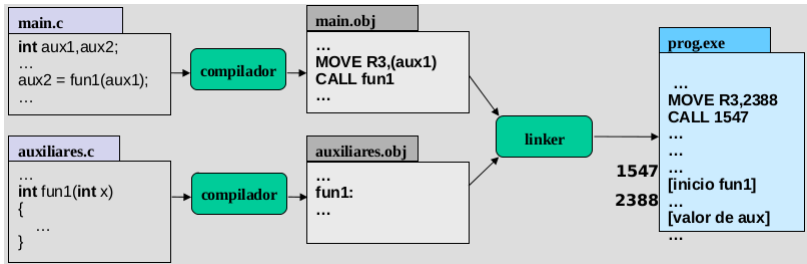 main.c
int aux1,aux2;
...
aux2 = fun1(aux1);
...
compilador
main.obj
...
MOVE R3,(aux1)
CALL fun1
...
auxiliares.c
...
int fun1(int x)
{
...
}
compilador
auxiliares.obj
...
fun1:
...
linker
prog.exe
...
MOVE R3,2388
CALL 1547
...
...
1547 ...
[inicio fun1]
2388 ...
[valor de aux]
...